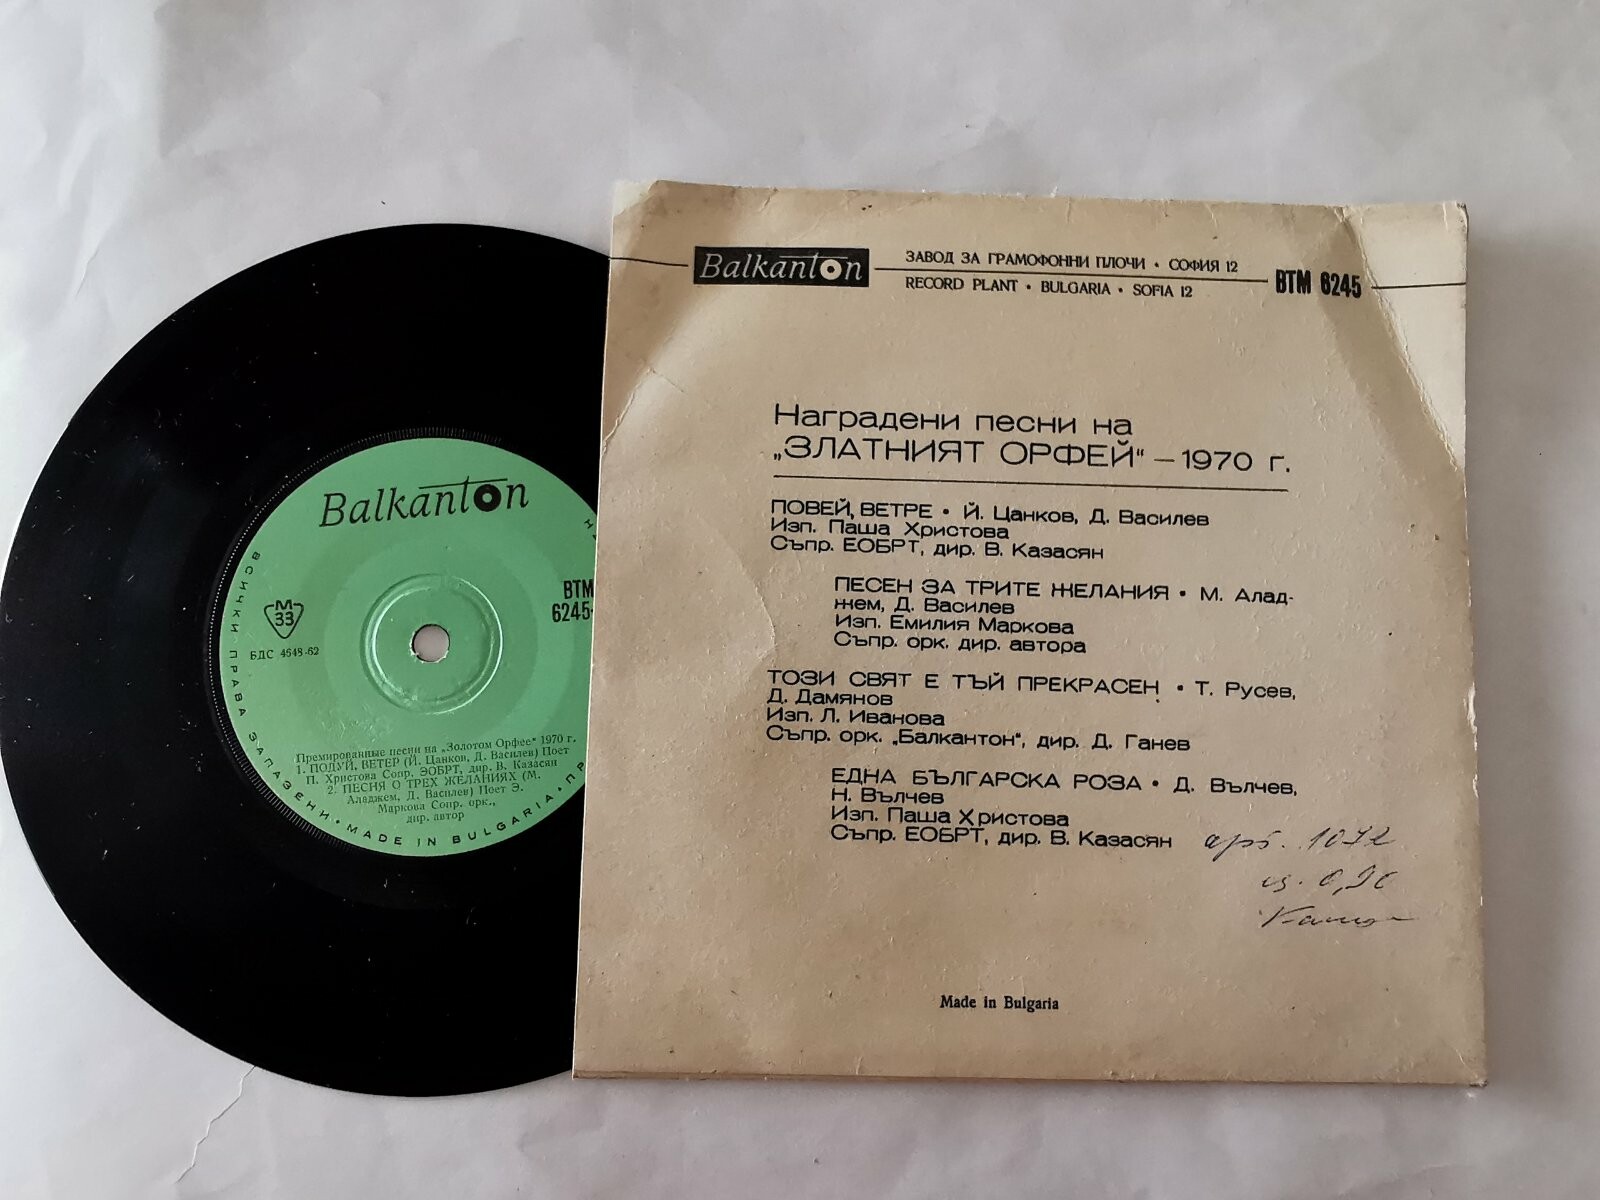 Balkanton
ЗАВОД ЗА ГРАМОФОННИ ПЛОЧИ • СОФИЯ 12
RECORD PLANT • BULGARIA • SOFIA 12
ВТМ 6245
Наградени песни на
„ЗЛАТНИЯТ ОРФЕЙ“ – 1970 г.
ПОВЕЙ, ВЕТРЕ • Й. Цанков, Д. Василев
Изп. Паша Христова
Съпр. ЕОБРТ, дир. В. Казасян
ПЕСЕН ЗА ТРИТЕ ЖЕЛАНИЯ • М. Алад-
жем, Д. Василев
Изп. Емилия Маркова
Съпр. орк. дир. автора
ТОЗИ СВЯТ Е ТЪЙ ПРЕКРАСЕН • Т. Русев,
Д. Дамянов
Изп. Л. Иванова
Съпр. орк. „Балкантон“, дир. Д. Ганев
ЕДНА БЪЛГАРСКА РОЗА • Д. Вълчев,
Н. Вълчев
Изп. Паша Христова
Съпр. ЕОБРТ, дир. В. Казасян
Made in Bulgaria
Balkanton
ВТМ
6245
М
33
БДС 4648-62
Премированные песни на „Золотом Орфее“ 1970 г.
1. ПОДУЙ, ВЕТЕР (Й. Цанков, Д. Василев) Поет
П. Христова Сопр. ЭОБРТ, дир. В. Казасян
2. ПЕСНЯ О ТРЕХ ЖЕЛАНИЯХ (М.
Аладжем, Д. Василев) Поет Э.
Маркова Сопр. орк.,
дир. автор
ВСИЧКИ ПРАВА ЗАПАЗЕНИ • MADE IN BULGARIA • ПР